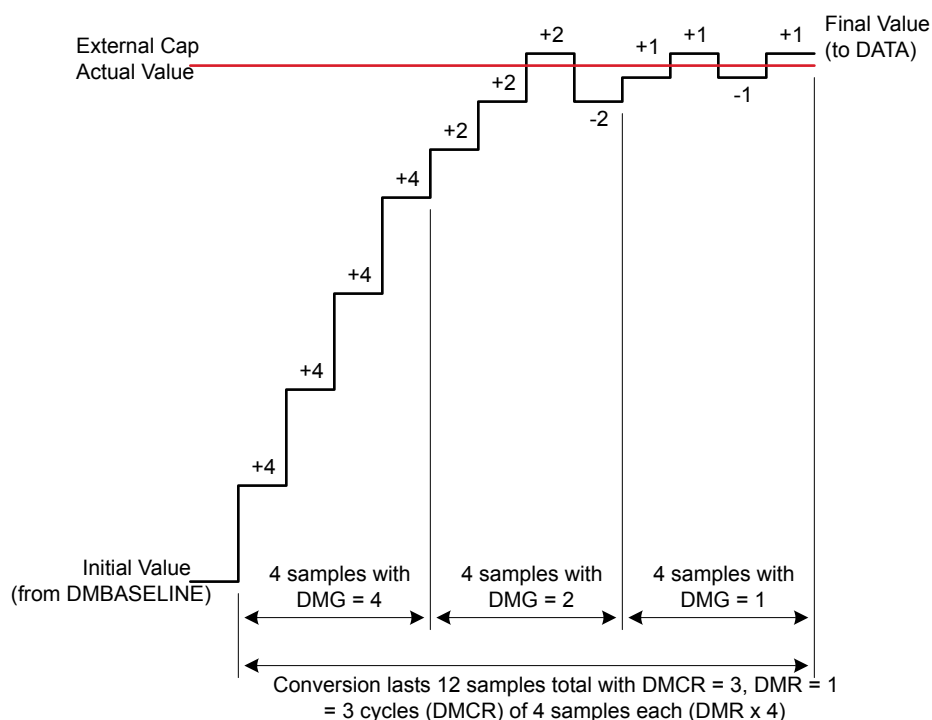 Final Value
(to DATA)
External Cap
Actual Value
+2
+1
+1
+1
+2
-2
-1
+2
+4
+4
+4
+4
Initial Value
(from DMBASELINE)
4 samples with
DMG = 4
4 samples with
DMG = 2
4 samples with
DMG = 1
Conversion lasts 12 samples total with DMCR = 3, DMR = 1
= 3 cycles (DMCR) of 4 samples each (DMR x 4)